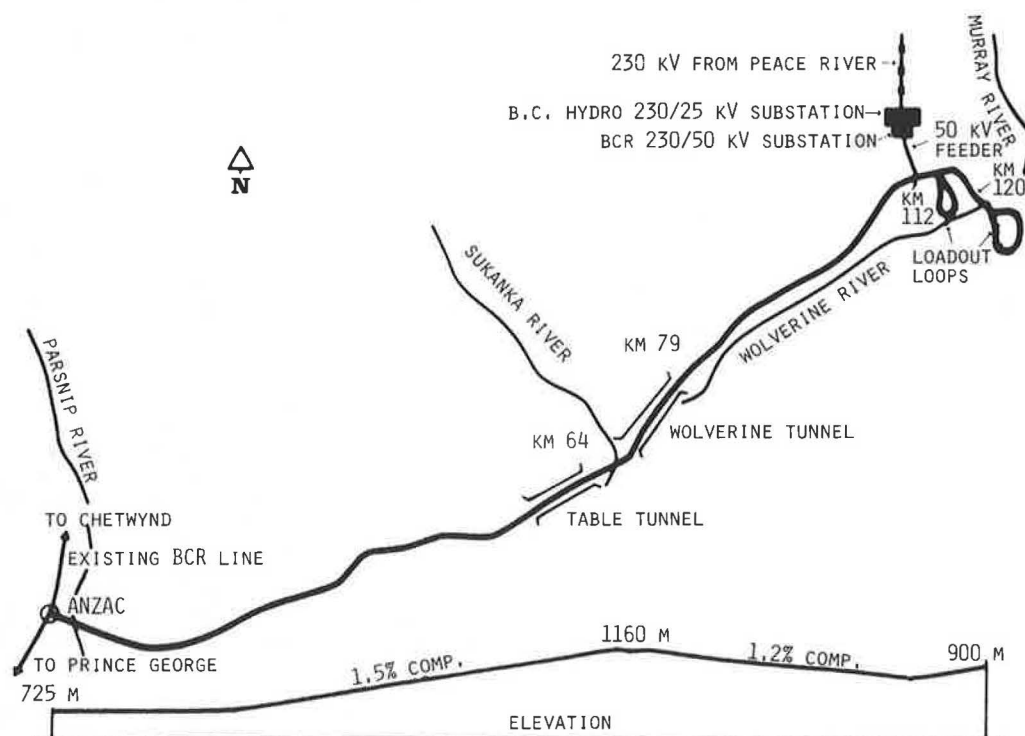 230 KV FROM PEACE RIVER
B.C. HYDRO 230/25 KV SUBSTATION
BCR 230/50 KV SUBSTATION
50 KV
FEEDER
MURRAY RIVER
KM
120
KM
112
LOADOUT
LOOPS
N
SUKANKA RIVER
WOLVERINE RIVER
KM 79
WOLVERINE TUNNEL
KM 64
TABLE TUNNEL
PARSNIP RIVER
TO CHETWYND
EXISTING BCR LINE
ANZAC
TO PRINCE GEORGE
725 M
1.5% COMP.
1160 M
1.2% COMP.
900 M
ELEVATION